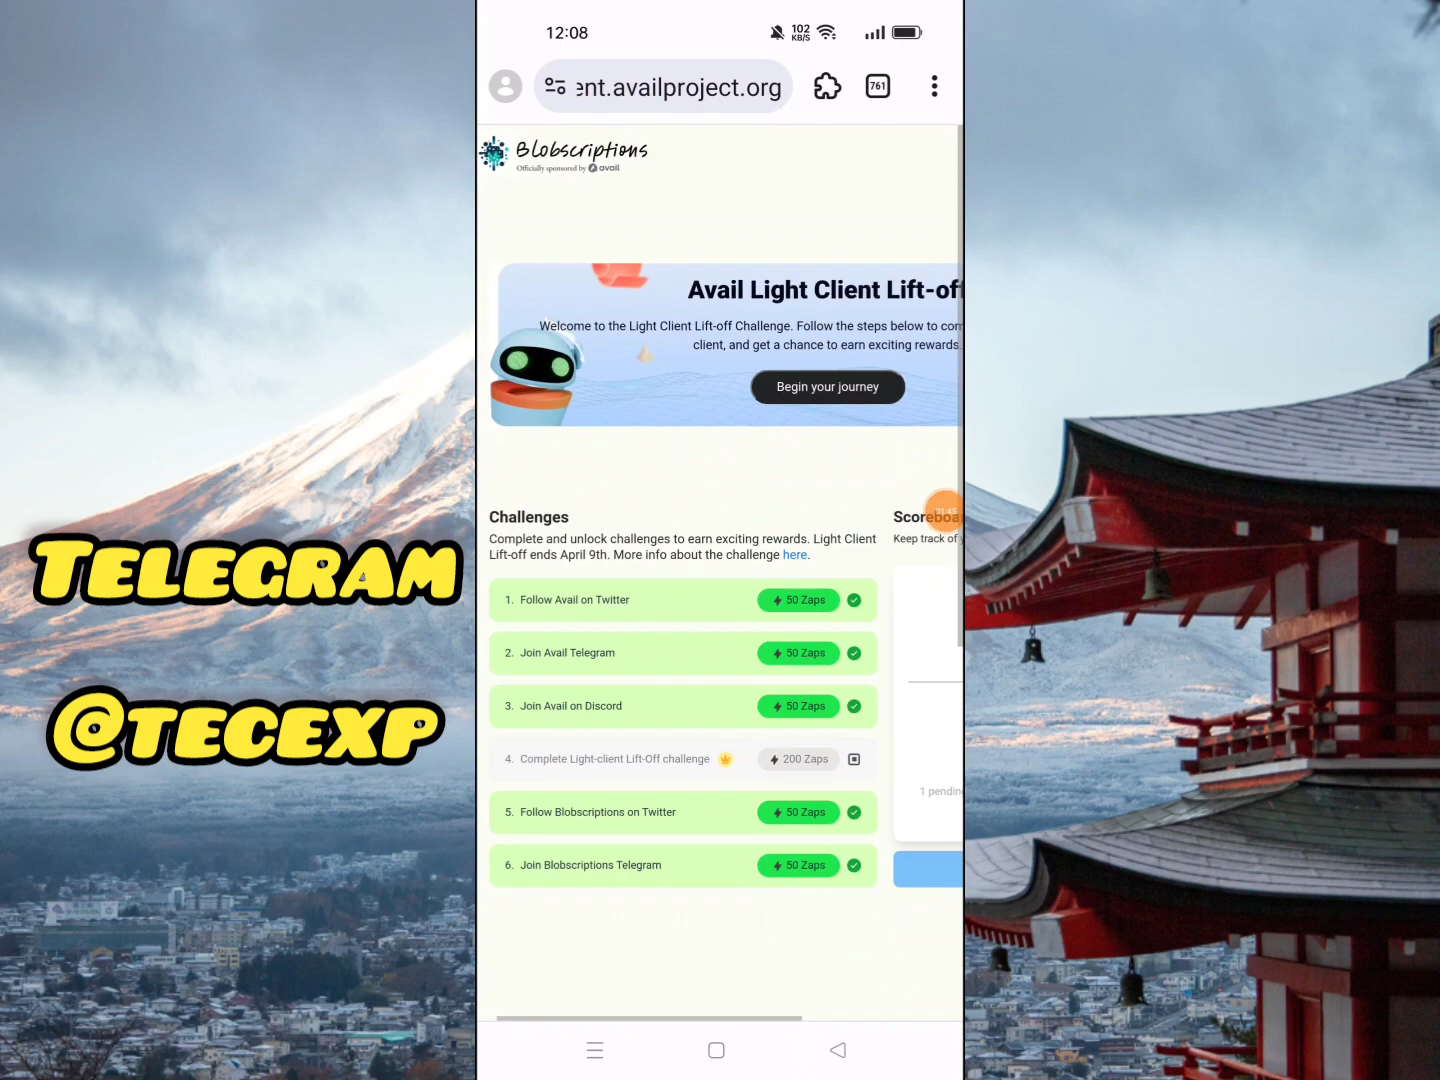 12:08
102
KB/S
ent.availproject.org
761
Blobscriptions
Officially sponsored by avail
Avail Light Client Lift-off
Welcome to the Light Client Lift-off Challenge. Follow the steps below to com
client, and get a chance to earn exciting rewards
Begin your journey
Challenges
Complete and unlock challenges to earn exciting rewards. Light Client
Lift-off ends April 9th. More info about the challenge here.
1. Follow Avail on Twitter
50 Zaps
2. Join Avail Telegram
50 Zaps
3. Join Avail on Discord
50 Zaps
4. Complete Light-client Lift-Off challenge
200 Zaps
5. Follow Blobscriptions on Twitter
50 Zaps
6. Join Blobscriptions Telegram
50 Zaps
Scoreboa
01:45
Keep track of y
1 pending
TELEGRAM
@TECEXP